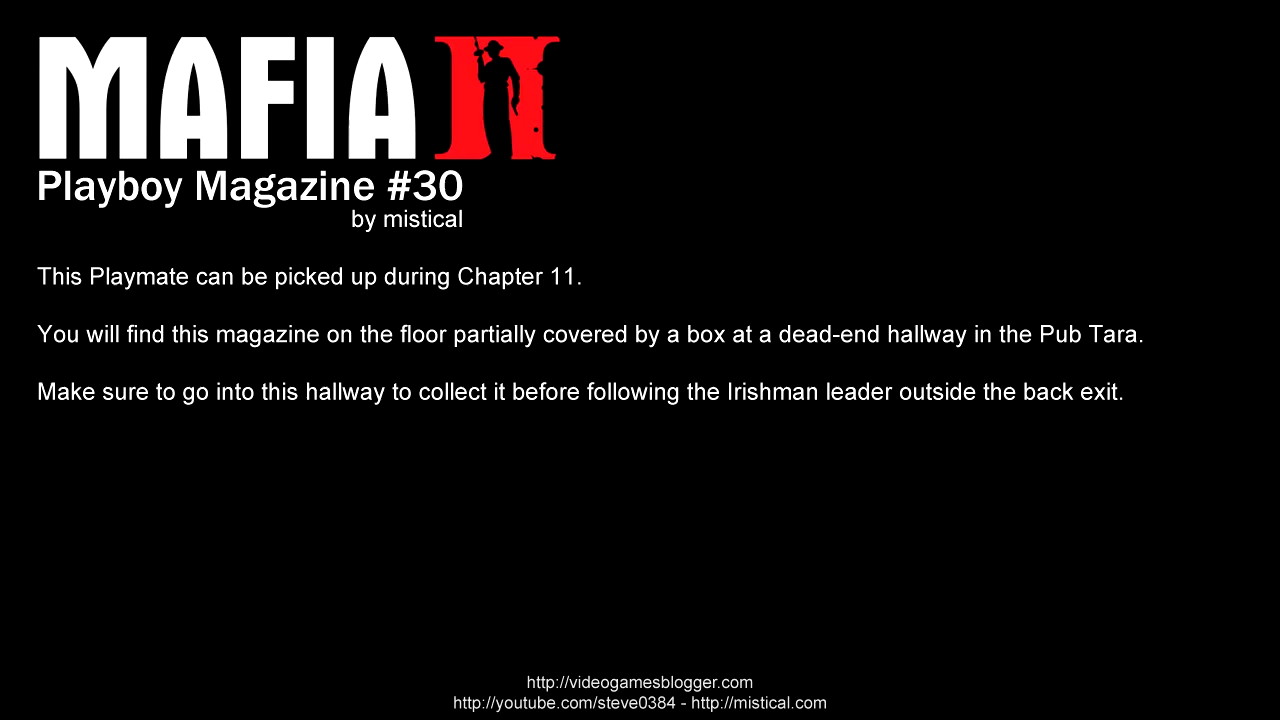 MAFIA II
Playboy Magazine #30
by mistical
This Playmate can be picked up during Chapter 11.
You will find this magazine on the floor partially covered by a box at a dead-end hallway in the Pub Tara.
Make sure to go into this hallway to collect it before following the Irishman leader outside the back exit.
http://videogamesblogger.com
http://youtube.com/steve0384 - http://mistical.com